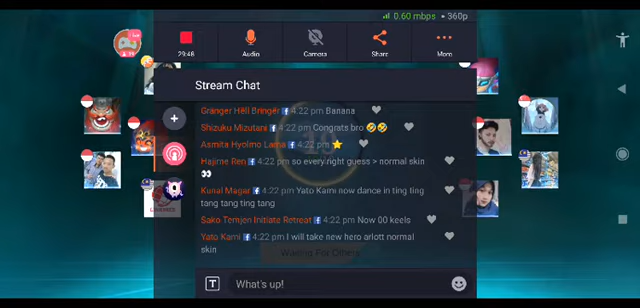 0.60 mbps • 360p
29:48
Audio
Camera
Share
More
Stream Chat
Granger Hëll Bringër 4:22 pm Banana
Shizuku Mizutani 4:22 pm Congrats bro 🤣🤣
Asmita Hyolmo Lama 4:22 pm ⭐
Hajime Ren 4:22 pm so every right guess > normal skin
👀
Kunal Magar 4:22 pm Yato Kami now dance in ting ting
tang tang ting tang
Sako Temjen Initiate Retreat 4:22 pm Now 00 keels
Yato Kami 4:22 pm I will take new hero arlott normal
skin
Waiting For Others
T
What's up!